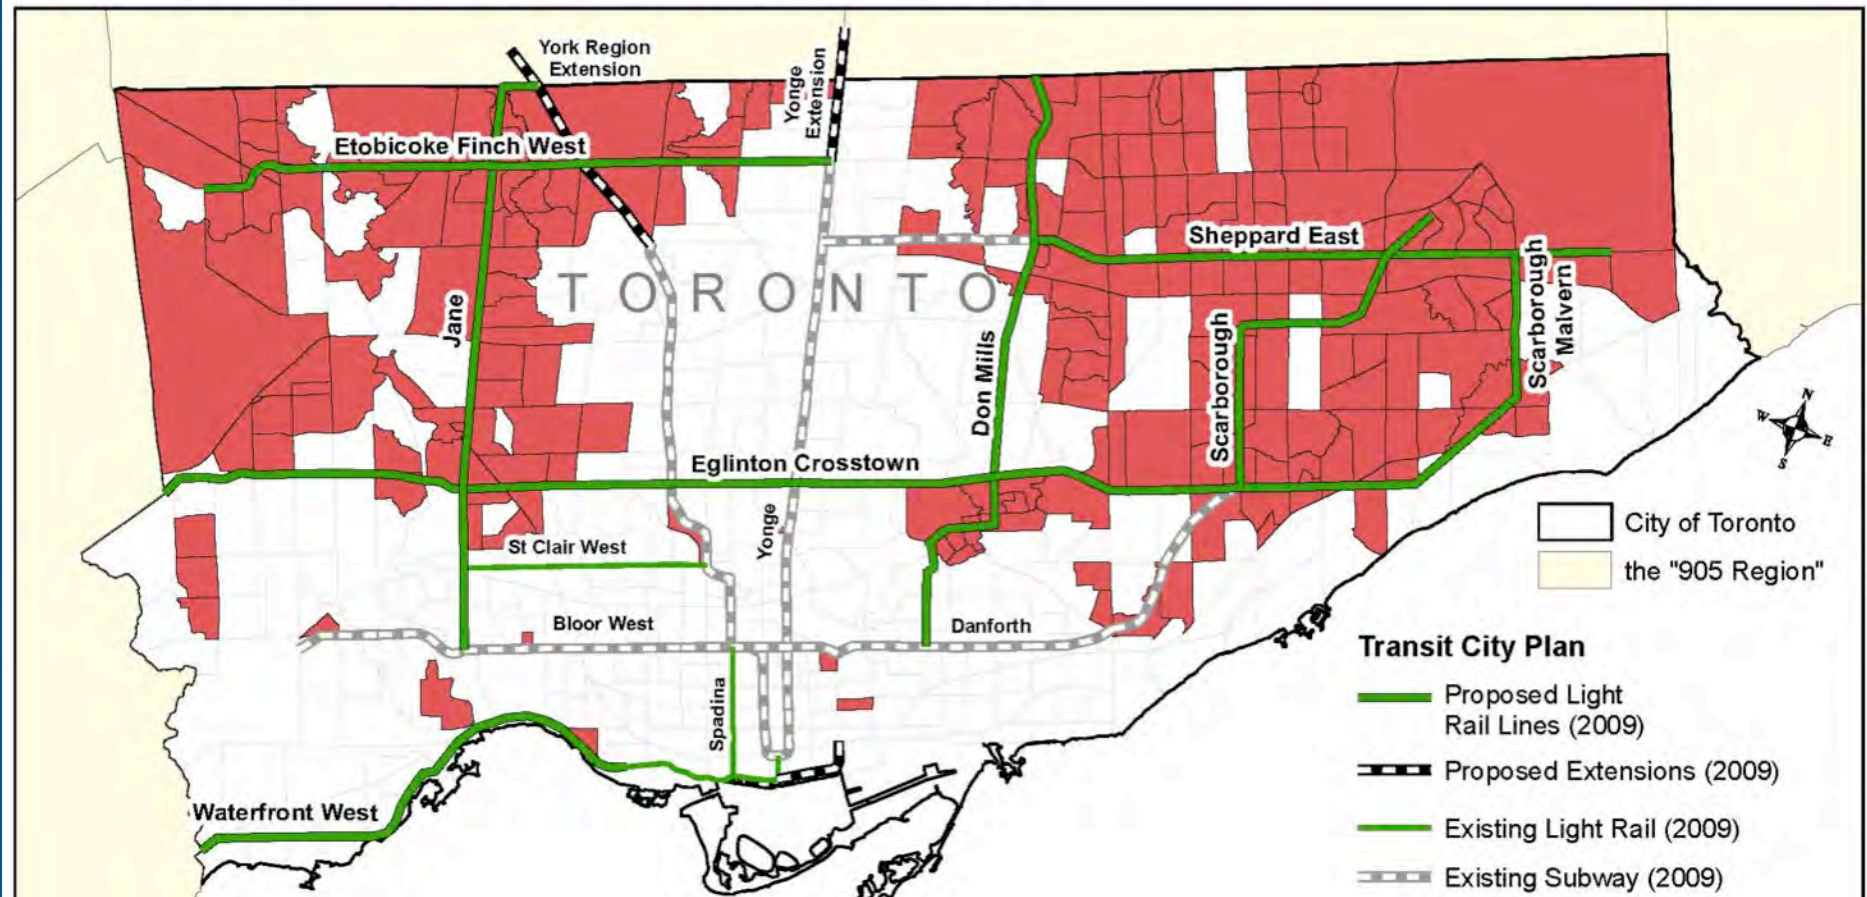 York Region
Extension
Yonge
Extension
Etobicoke Finch West
Sheppard East
TORONTO
Jane
Don Mills
Scarborough
Scarborough
Malvern
Eglinton Crosstown
Yonge
St Clair West
Bloor West
Danforth
Spadina
Waterfront West
N
W
E
S
City of Toronto
the "905 Region"
Transit City Plan
Proposed Light
Rail Lines (2009)
Proposed Extensions (2009)
Existing Light Rail (2009)
Existing Subway (2009)